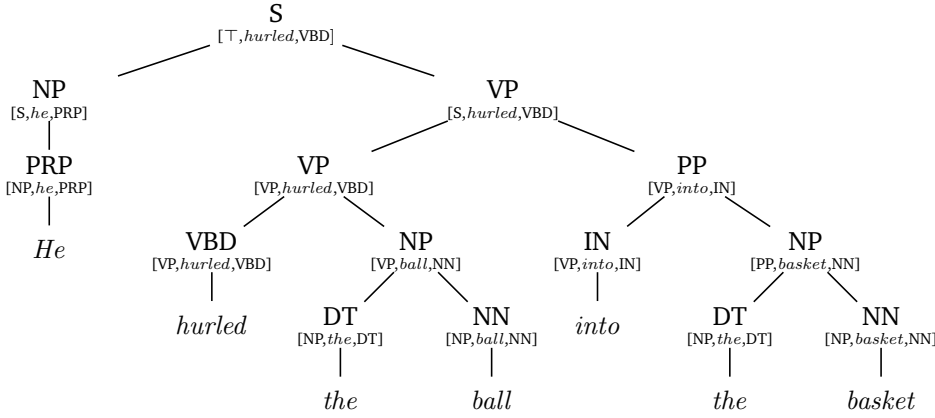 S
[⊤,hurled,VBD]
NP VP
[S,he,PRP] [S,hurled,VBD]
PRP VP PP
[NP,he,PRP] [VP,hurled,VBD] [VP,into,IN]
He VBD NP IN NP
[VP,hurled,VBD] [VP,ball,NN] [VP,into,IN] [PP,basket,NN]
hurled DT NN into DT NN
[NP,the,DT] [NP,ball,NN] [NP,the,DT] [NP,basket,NN]
the ball the basket